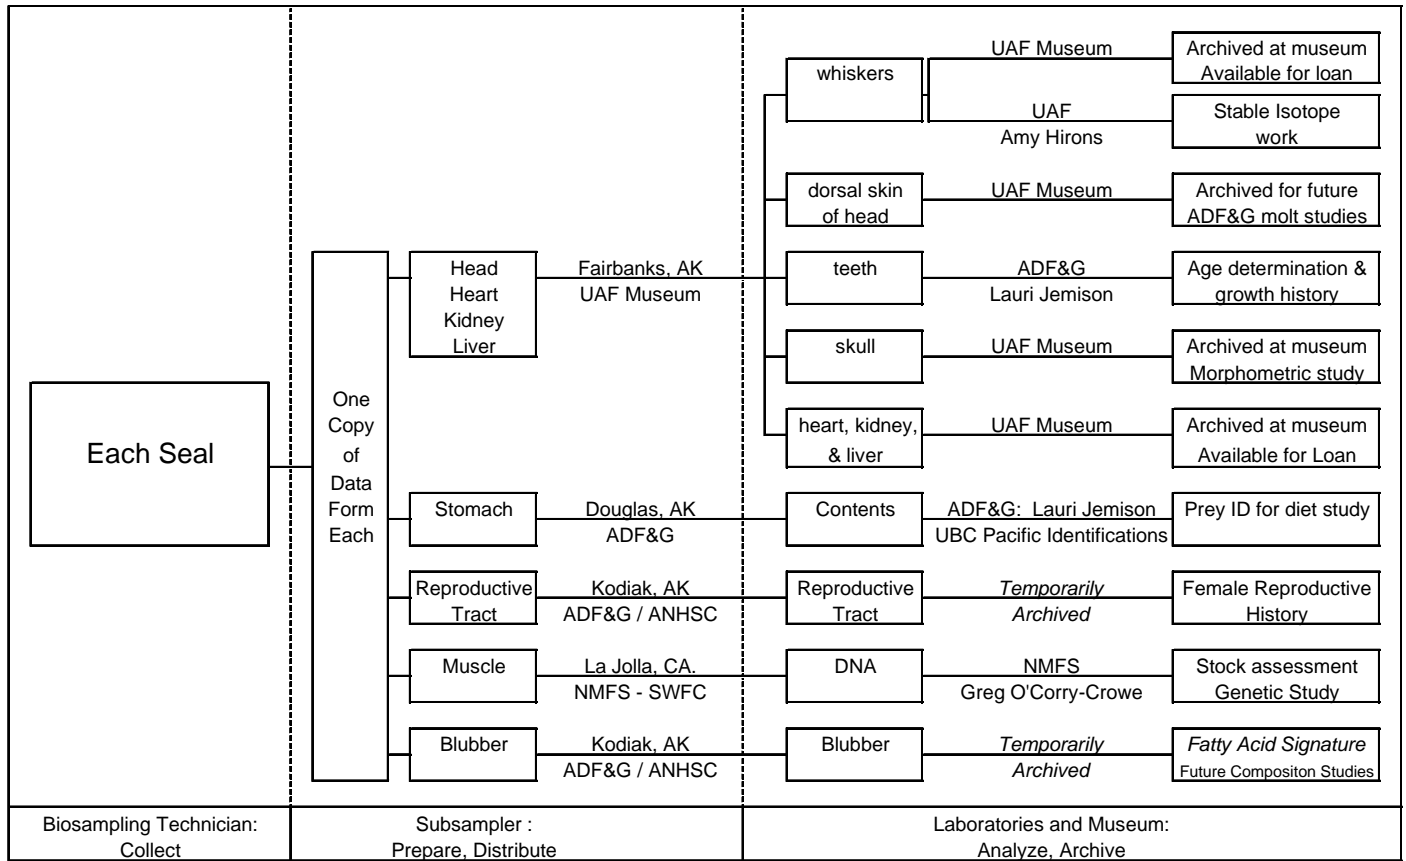 UAF Museum
Archived at museum
Available for loan
whiskers
UAF
Amy Hirons
Stable Isotope
work
dorsal skin
of head
UAF Museum
Archived for future
ADF&G molt studies
Head
Heart
Kidney
Liver
Fairbanks, AK
UAF Museum
teeth
ADF&G
Lauri Jemison
Age determination &
growth history
skull
UAF Museum
Archived at museum
Morphometric study
Each Seal
One
Copy
of
Data
Form
Each
heart, kidney,
& liver
UAF Museum
Archived at museum
Available for Loan
Stomach
Douglas, AK
ADF&G
Contents
ADF&G: Lauri Jemison
UBC Pacific Identifications
Prey ID for diet study
Reproductive
Tract
Kodiak, AK
ADF&G / ANHSC
Reproductive
Tract
Temporarily
Archived
Female Reproductive
History
Muscle
La Jolla, CA.
NMFS - SWFC
DNA
NMFS
Greg O'Corry-Crowe
Stock assessment
Genetic Study
Blubber
Kodiak, AK
ADF&G / ANHSC
Blubber
Temporarily
Archived
Fatty Acid Signature
Future Compositon Studies
Biosampling Technician:
Collect
Subsampler :
Prepare, Distribute
Laboratories and Museum:
Analyze, Archive